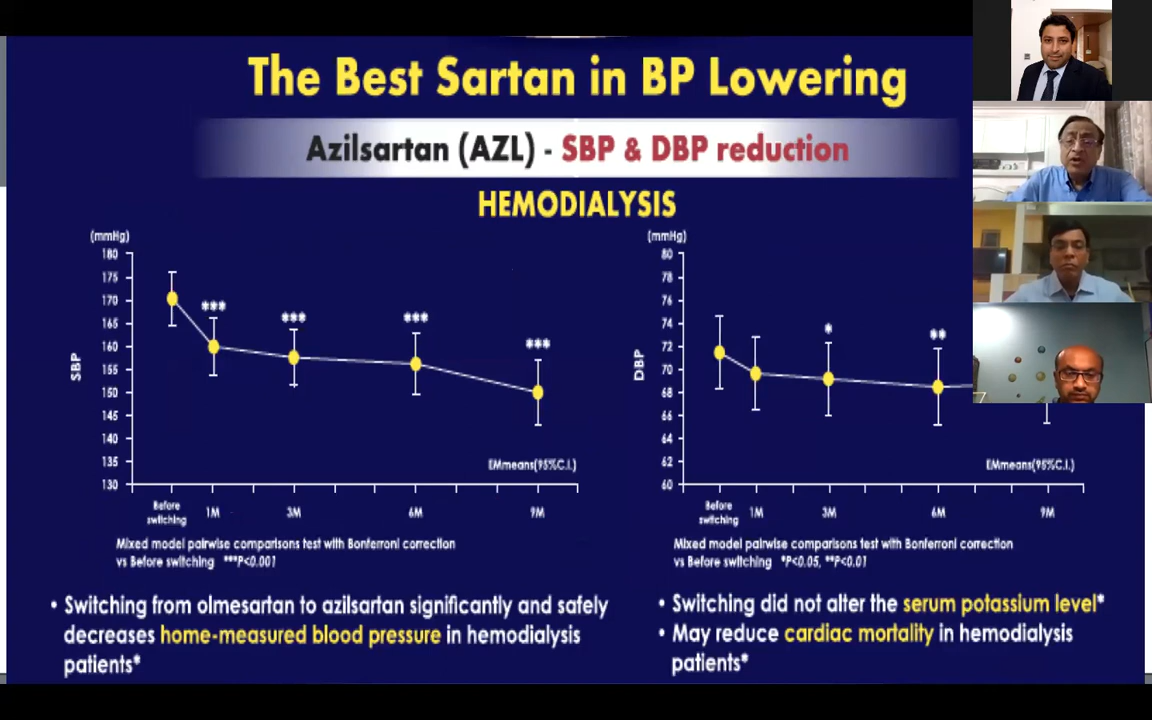 The Best Sartan in BP Lowering
Azilsartan (AZL) - SBP & DBP reduction
HEMODIALYSIS
(mmHg)
180
175
170
165
160
155
150
145
140
135
130
SBP
***
***
***
***
EMmeans(95%C.I.)
Before
switching
1M
3M
6M
9M
Mixed model pairwise comparisons test with Bonferroni correction
vs Before switching ***P<0.001
• Switching from olmesartan to azilsartan significantly and safely
decreases home-measured blood pressure in hemodialysis
patients*
(mmHg)
80
78
76
74
72
70
68
66
64
62
60
DBP
*
**
EMmeans(95%C.I.)
Before
switching
1M
3M
6M
9M
Mixed model pairwise comparisons test with Bonferroni correction
vs Before switching *P<0.05, **P<0.01
• Switching did not alter the serum potassium level*
• May reduce cardiac mortality in hemodialysis
patients*